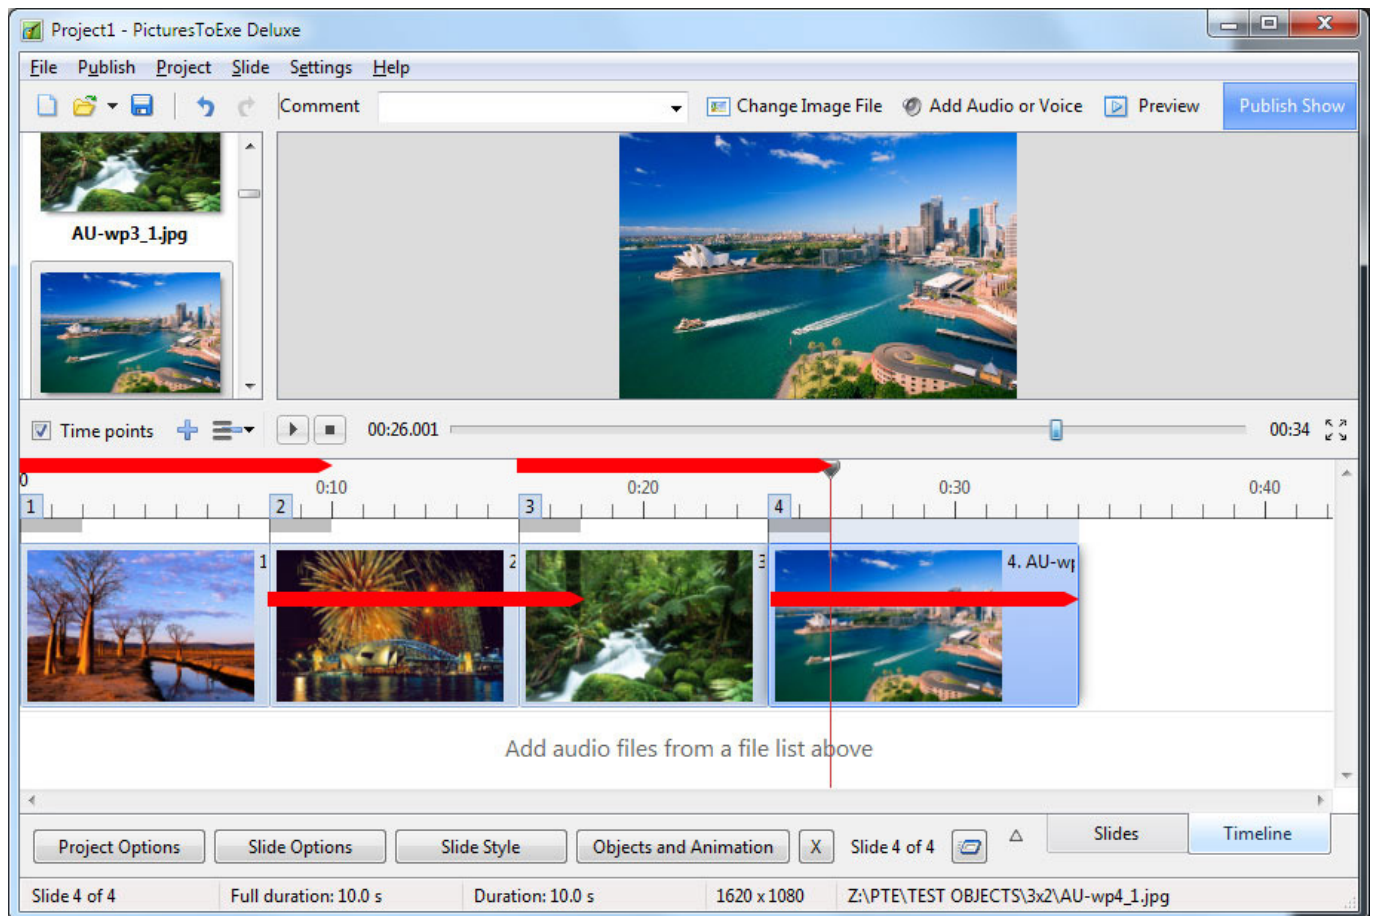 Project1 - PicturesToExe Deluxe
File Publish Project Slide Settings Help
Comment Change Image File Add Audio or Voice Preview Publish Show
AU-wp3_1.jpg
Time points 00:26.001 00:34
0 0:10 0:20 0:30 0:40
1 2 3 4
1 2 3 4. AU-wp
Add audio files from a file list above
Project Options Slide Options Slide Style Objects and Animation X Slide 4 of 4 Slides Timeline
Slide 4 of 4 Full duration: 10.0 s Duration: 10.0 s 1620 x 1080 Z:\PTE\TEST OBJECTS\3x2\AU-wp4_1.jpg